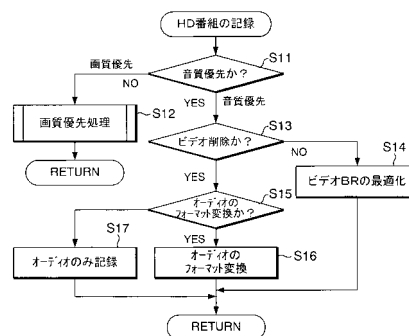 HD番組の記録
S11
画質優先
音質優先か？
NO
YES
音質優先
S12
画質優先処理
S13
ビデオ削除か？
NO
S14
RETURN
YES
ビデオBRの最適化
S15
オーディオの
フォーマット変換か？
S17
YES
S16
オーディオのみ記録
オーディオの
フォーマット変換
RETURN